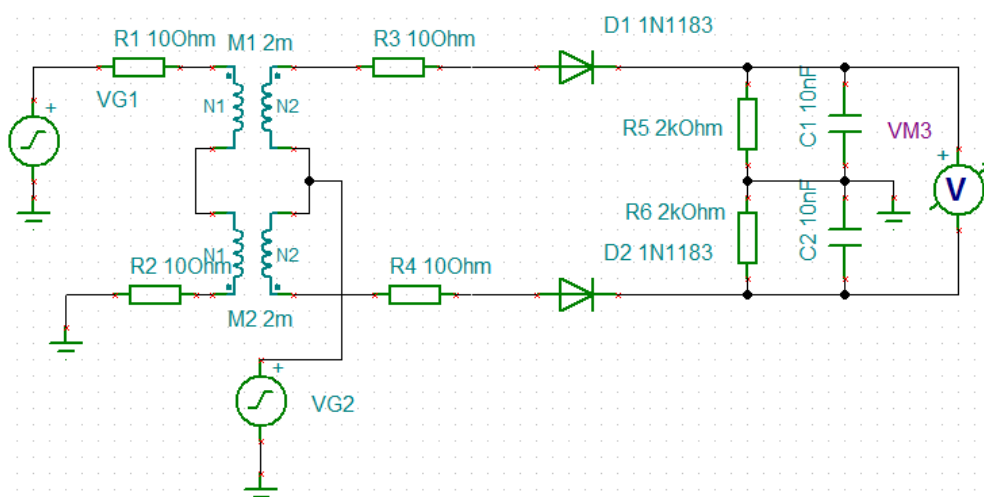 D1 1N1183
R1 10Ohm
M1 2m
R3 10Ohm
+
VG1
N1
N2
R5 2kOhm
C1 10nF
VM3
+
V
R6 2kOhm
C2 10nF
N1
N2
R2 10Ohm
R4 10Ohm
D2 1N1183
M2 2m
+
VG2